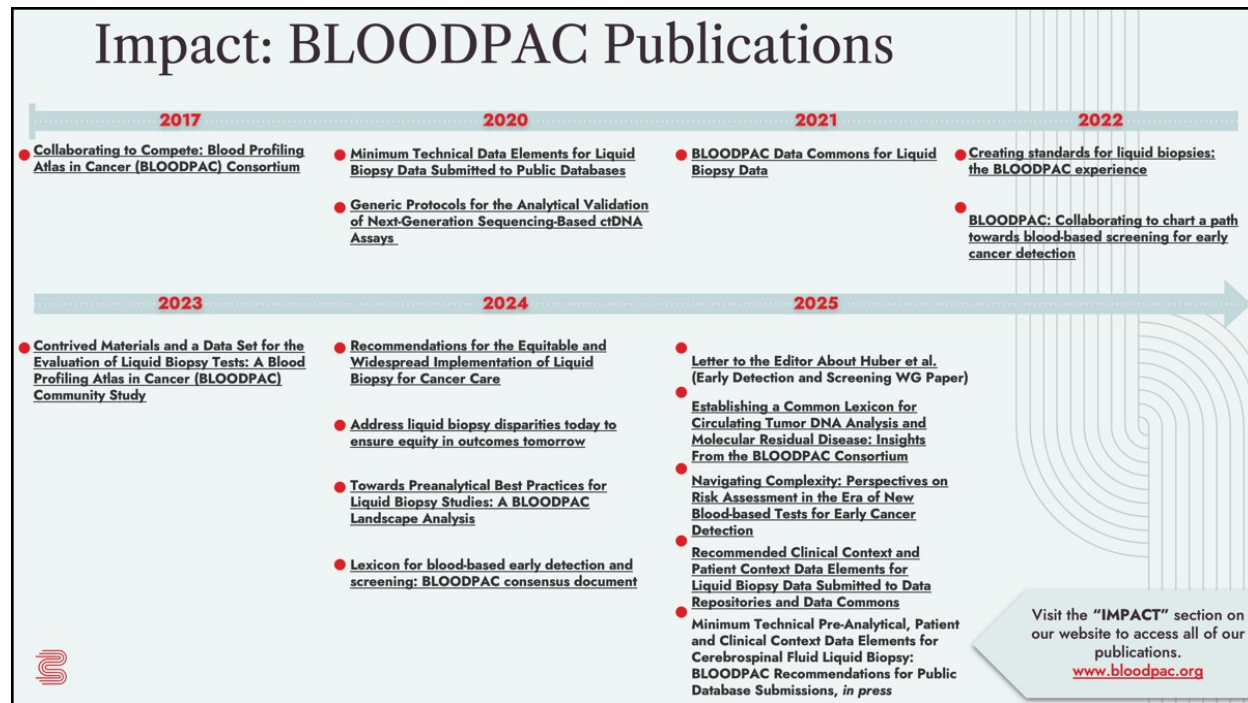 Impact: BLOODPAC Publications
2017
Collaborating to Compete: Blood Profiling
Atlas in Cancer (BLOODPAC) Consortium
2020
Minimum Technical Data Elements for Liquid
Biopsy Data Submitted to Public Databases
Generic Protocols for the Analytical Validation
of Next-Generation Sequencing-Based ctDNA
Assays
2021
BLOODPAC Data Commons for Liquid
Biopsy Data
2022
Creating standards for liquid biopsies:
the BLOODPAC experience
BLOODPAC: Collaborating to chart a path
towards blood-based screening for early
cancer detection
2023
Contrived Materials and a Data Set for the
Evaluation of Liquid Biopsy Tests: A Blood
Profiling Atlas in Cancer (BLOODPAC)
Community Study
2024
Recommendations for the Equitable and
Widespread Implementation of Liquid
Biopsy for Cancer Care
Address liquid biopsy disparities today to
ensure equity in outcomes tomorrow
Towards Preanalytical Best Practices for
Liquid Biopsy Studies: A BLOODPAC
Landscape Analysis
Lexicon for blood-based early detection and
screening: BLOODPAC consensus document
2025
Letter to the Editor About Huber et al.
(Early Detection and Screening WG Paper)
Establishing a Common Lexicon for
Circulating Tumor DNA Analysis and
Molecular Residual Disease: Insights
From the BLOODPAC Consortium
Navigating Complexity: Perspectives on
Risk Assessment in the Era of New
Blood-based Tests for Early Cancer
Detection
Recommended Clinical Context and
Patient Context Data Elements for
Liquid Biopsy Data Submitted to Data
Repositories and Data Commons
Minimum Technical Pre-Analytical, Patient
and Clinical Context Data Elements for
Cerebrospinal Fluid Liquid Biopsy:
BLOODPAC Recommendations for Public
Database Submissions, in press
Visit the “IMPACT” section on
our website to access all of our
publications.
www.bloodpac.org